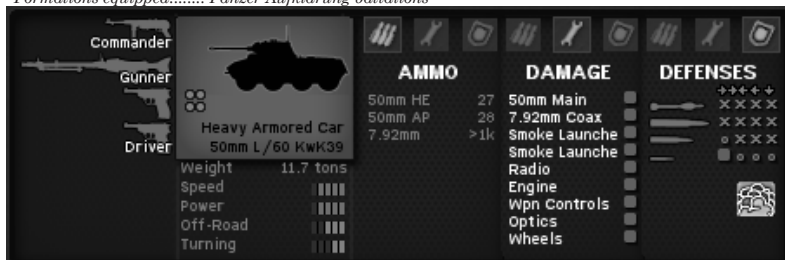 Formations equipped........ Panzer Aufklarung battalions
Commander
Gunner
Driver
Heavy Armored Car
50mm L/60 KwK39
Weight 11.7 tons
Speed
Power
Off-Road
Turning
AMMO
50mm HE 27
50mm AP 28
7.92mm >1k
DAMAGE
50mm Main
7.92mm Coax
Smoke Launche
Smoke Launche
Radio
Engine
Wpn Controls
Optics
Wheels
DEFENSES